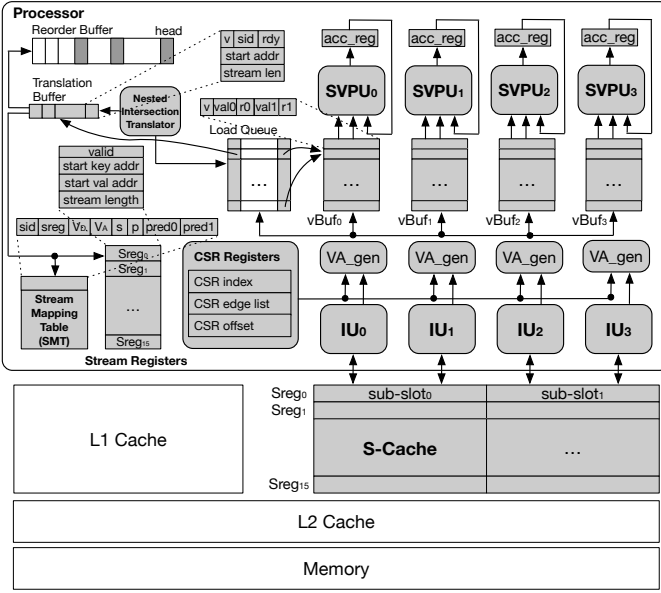 Processor
Reorder Buffer head
v sid rdy
start addr
stream len
acc_reg acc_reg acc_reg acc_reg
SVPU0 SVPU1 SVPU2 SVPU3
Translation
Buffer
Nested
Intersection
Translator
v val0 r0 val1 r1
Load Queue
... ... ... ... ...
vBuf0 vBuf1 vBuf2 vBuf3
valid
start key addr
start val addr
stream length
sid sreg VD VA s p pred0 pred1
Sreg0
Sreg1
...
Sreg15
Stream
Mapping
Table
(SMT)
Stream Registers
CSR Registers
CSR index
CSR edge list
CSR offset
VA_gen VA_gen VA_gen VA_gen
IU0 IU1 IU2 IU3
L1 Cache
Sreg0 sub-slot0 sub-slot1
Sreg1
S-Cache ...
Sreg15
L2 Cache
Memory